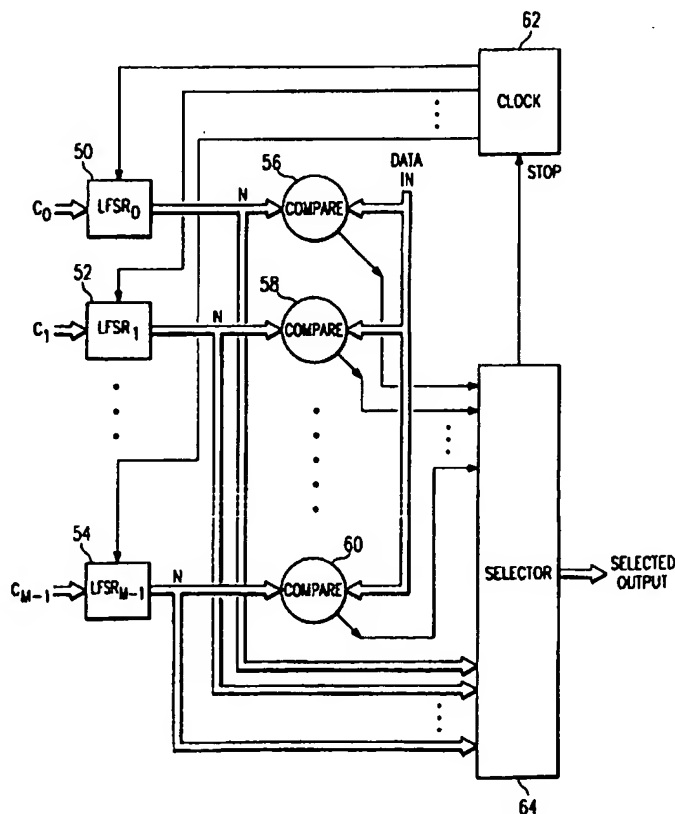 62
CLOCK
50
56
DATA
IN
STOP
C0
LFSR0
N
COMPARE
52
58
C1
LFSR1
N
COMPARE
54
60
CM-1
LFSRM-1
N
COMPARE
SELECTOR
SELECTED
OUTPUT
64